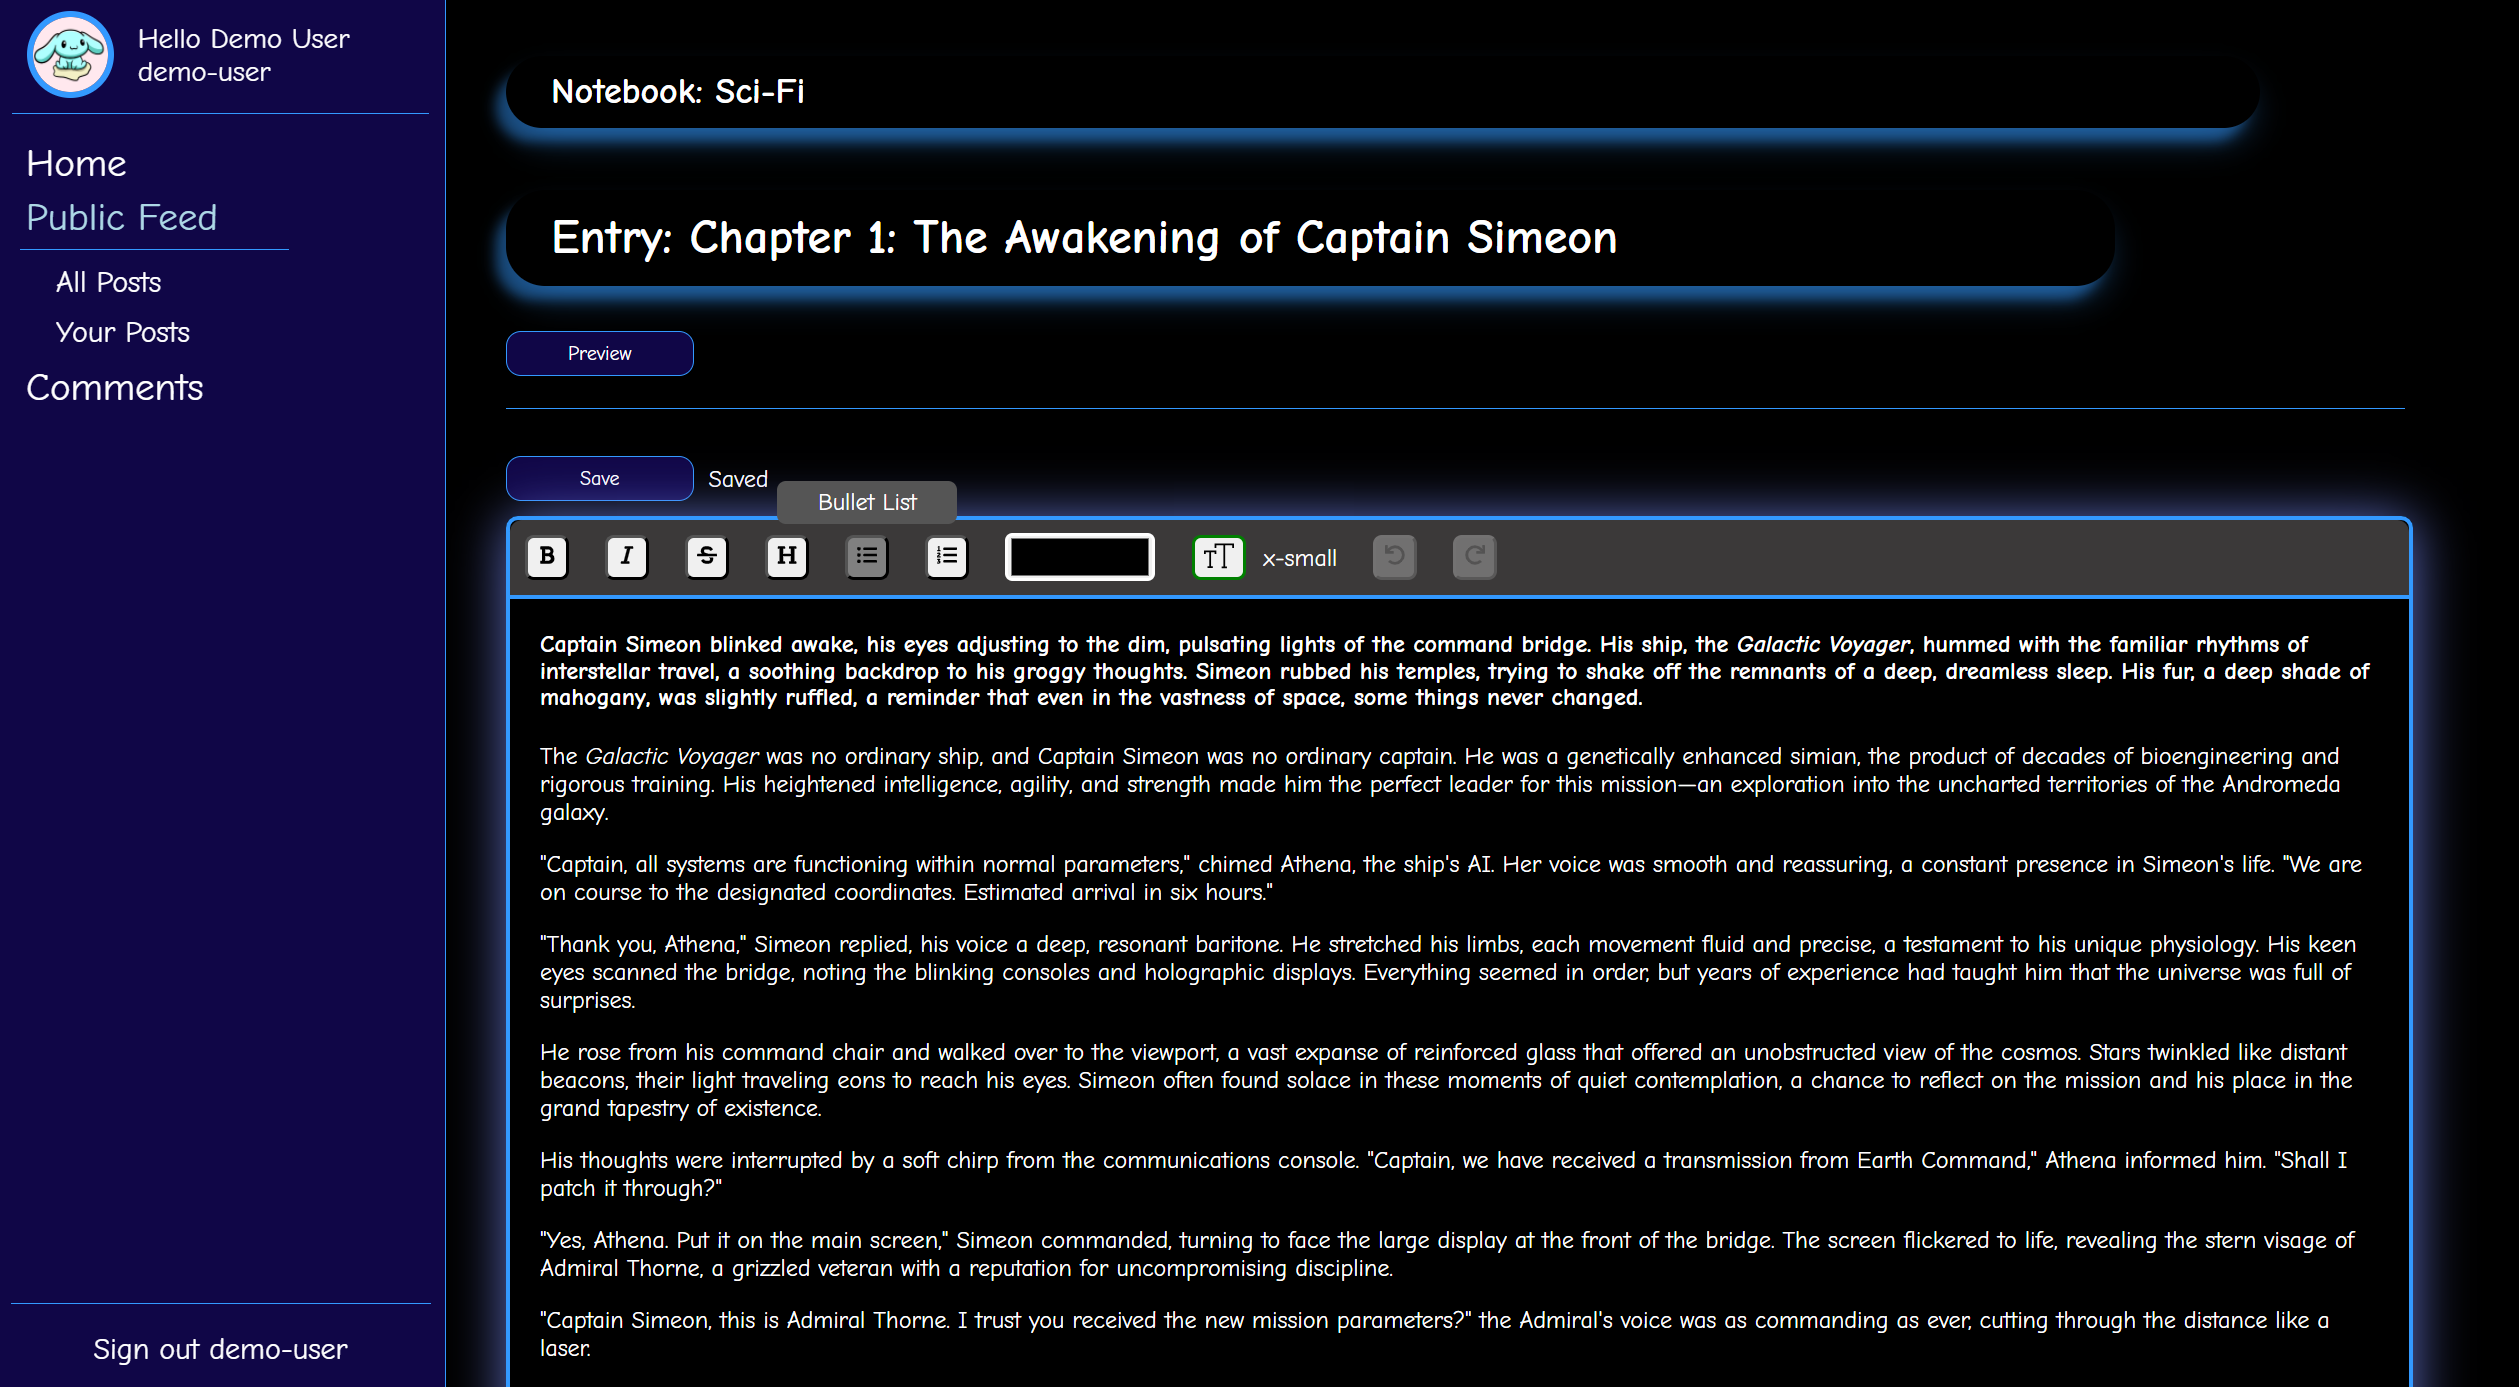 Hello Demo User
demo-user
Home
Public Feed
All Posts
Your Posts
Comments
Sign out demo-user
Notebook: Sci-Fi
Entry: Chapter 1: The Awakening of Captain Simeon
Preview
Save
Saved
Bullet List
B I S H
x-small
Captain Simeon blinked awake, his eyes adjusting to the dim, pulsating lights of the command bridge. His ship, the Galactic Voyager, hummed with the familiar rhythms of
interstellar travel, a soothing backdrop to his groggy thoughts. Simeon rubbed his temples, trying to shake off the remnants of a deep, dreamless sleep. His fur, a deep shade of
mahogany, was slightly ruffled, a reminder that even in the vastness of space, some things never changed.
The Galactic Voyager was no ordinary ship, and Captain Simeon was no ordinary captain. He was a genetically enhanced simian, the product of decades of bioengineering and
rigorous training. His heightened intelligence, agility, and strength made him the perfect leader for this mission—an exploration into the uncharted territories of the Andromeda
galaxy.
"Captain, all systems are functioning within normal parameters," chimed Athena, the ship's AI. Her voice was smooth and reassuring, a constant presence in Simeon's life. "We are
on course to the designated coordinates. Estimated arrival in six hours."
"Thank you, Athena," Simeon replied, his voice a deep, resonant baritone. He stretched his limbs, each movement fluid and precise, a testament to his unique physiology. His keen
eyes scanned the bridge, noting the blinking consoles and holographic displays. Everything seemed in order, but years of experience had taught him that the universe was full of
surprises.
He rose from his command chair and walked over to the viewport, a vast expanse of reinforced glass that offered an unobstructed view of the cosmos. Stars twinkled like distant
beacons, their light traveling eons to reach his eyes. Simeon often found solace in these moments of quiet contemplation, a chance to reflect on the mission and his place in the
grand tapestry of existence.
His thoughts were interrupted by a soft chirp from the communications console. "Captain, we have received a transmission from Earth Command," Athena informed him. "Shall I
patch it through?"
"Yes, Athena. Put it on the main screen," Simeon commanded, turning to face the large display at the front of the bridge. The screen flickered to life, revealing the stern visage of
Admiral Thorne, a grizzled veteran with a reputation for uncompromising discipline.
"Captain Simeon, this is Admiral Thorne. I trust you received the new mission parameters?" the Admiral's voice was as commanding as ever, cutting through the distance like a
laser.